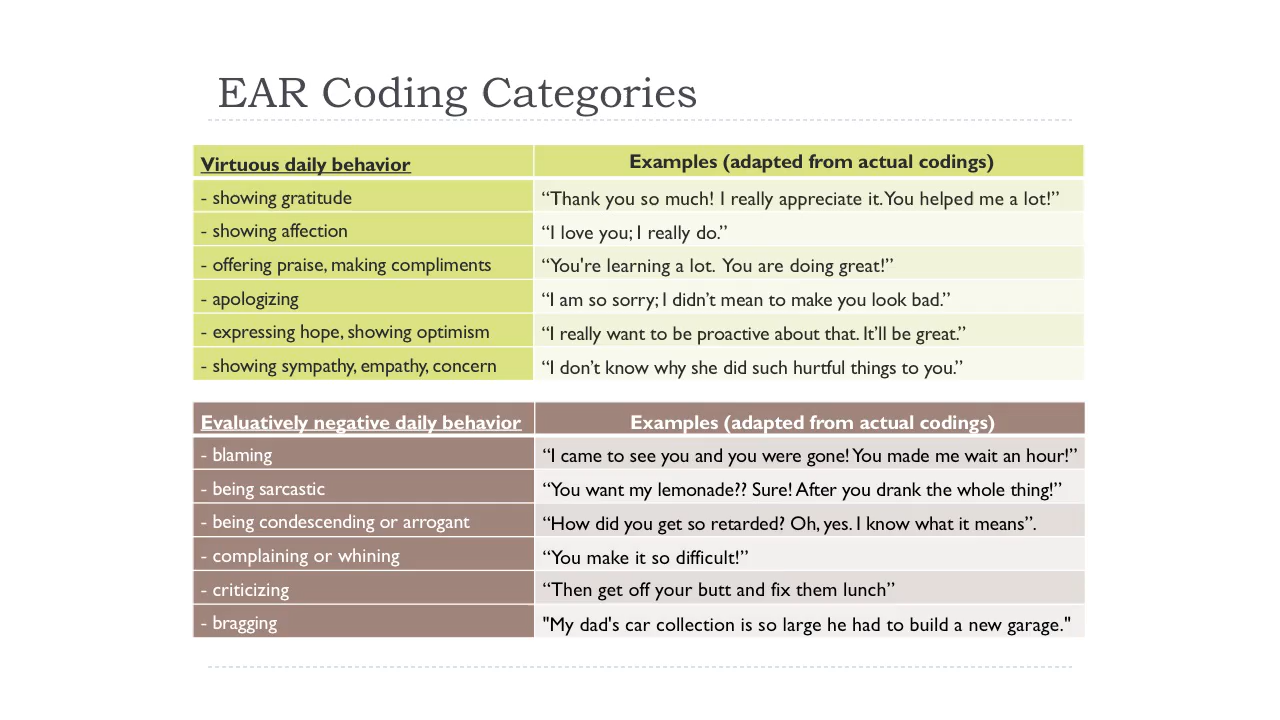 EAR Coding Categories
Virtuous daily behavior Examples (adapted from actual codings)
- showing gratitude “Thank you so much! I really appreciate it. You helped me a lot!”
- showing affection “I love you; I really do.”
- offering praise, making compliments “You're learning a lot. You are doing great!”
- apologizing “I am so sorry; I didn’t mean to make you look bad.”
- expressing hope, showing optimism “I really want to be proactive about that. It’ll be great.”
- showing sympathy, empathy, concern “I don’t know why she did such hurtful things to you.”
Evaluatively negative daily behavior Examples (adapted from actual codings)
- blaming “I came to see you and you were gone! You made me wait an hour!”
- being sarcastic “You want my lemonade?? Sure! After you drank the whole thing!”
- being condescending or arrogant “How did you get so retarded? Oh, yes. I know what it means”.
- complaining or whining “You make it so difficult!”
- criticizing “Then get off your butt and fix them lunch”
- bragging "My dad's car collection is so large he had to build a new garage."